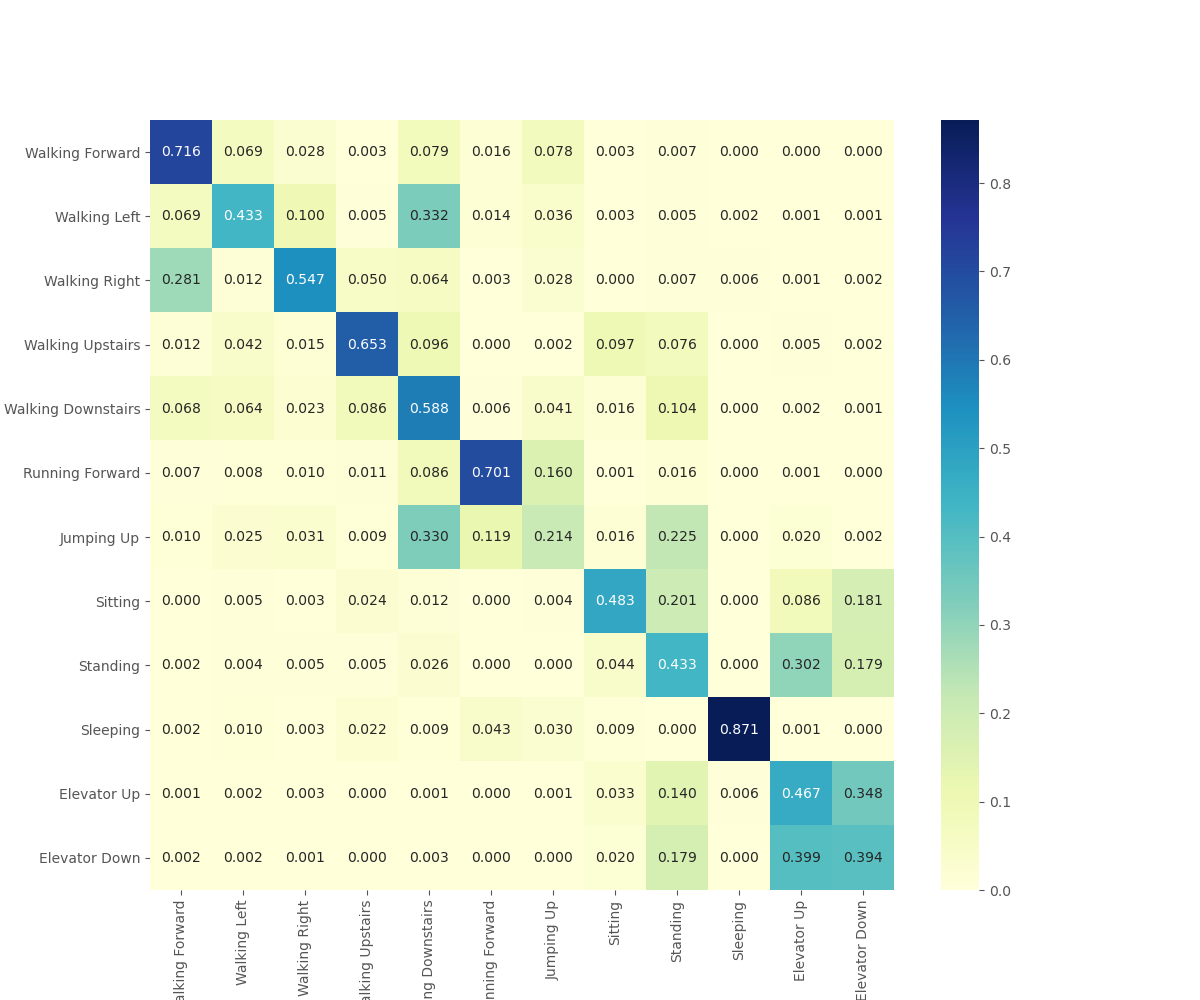 Walking Forward 0.716 0.069 0.028 0.003 0.079 0.016 0.078 0.003 0.007 0.000 0.000 0.000
Walking Left 0.069 0.433 0.100 0.005 0.332 0.014 0.036 0.003 0.005 0.002 0.001 0.001
Walking Right 0.281 0.012 0.547 0.050 0.064 0.003 0.028 0.000 0.007 0.006 0.001 0.002
Walking Upstairs 0.012 0.042 0.015 0.653 0.096 0.000 0.002 0.097 0.076 0.000 0.005 0.002
Walking Downstairs 0.068 0.064 0.023 0.086 0.588 0.006 0.041 0.016 0.104 0.000 0.002 0.001
Running Forward 0.007 0.008 0.010 0.011 0.086 0.701 0.160 0.001 0.016 0.000 0.001 0.000
Jumping Up 0.010 0.025 0.031 0.009 0.330 0.119 0.214 0.016 0.225 0.000 0.020 0.002
Sitting 0.000 0.005 0.003 0.024 0.012 0.000 0.004 0.483 0.201 0.000 0.086 0.181
Standing 0.002 0.004 0.005 0.005 0.026 0.000 0.000 0.044 0.433 0.000 0.302 0.179
Sleeping 0.002 0.010 0.003 0.022 0.009 0.043 0.030 0.009 0.000 0.871 0.001 0.000
Elevator Up 0.001 0.002 0.003 0.000 0.001 0.000 0.001 0.033 0.140 0.006 0.467 0.348
Elevator Down 0.002 0.002 0.001 0.000 0.003 0.000 0.000 0.020 0.179 0.000 0.399 0.394
alking Forward
Walking Left
Walking Right
alking Upstairs
ng Downstairs
nning Forward
Jumping Up
Sitting
Standing
Sleeping
Elevator Up
Elevator Down
0.8
0.7
0.6
0.5
0.4
0.3
0.2
0.1
0.0